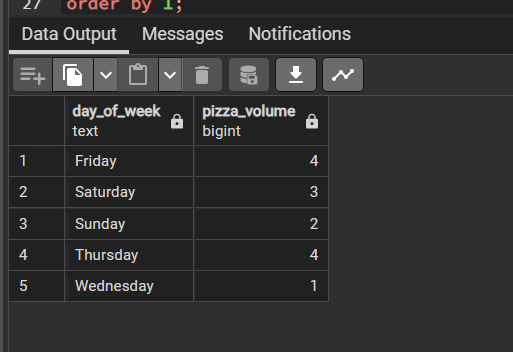 27 order by 1;
Data Output Messages Notifications
day_of_week pizza_volume
text bigint
1 Friday 4
2 Saturday 3
3 Sunday 2
4 Thursday 4
5 Wednesday 1